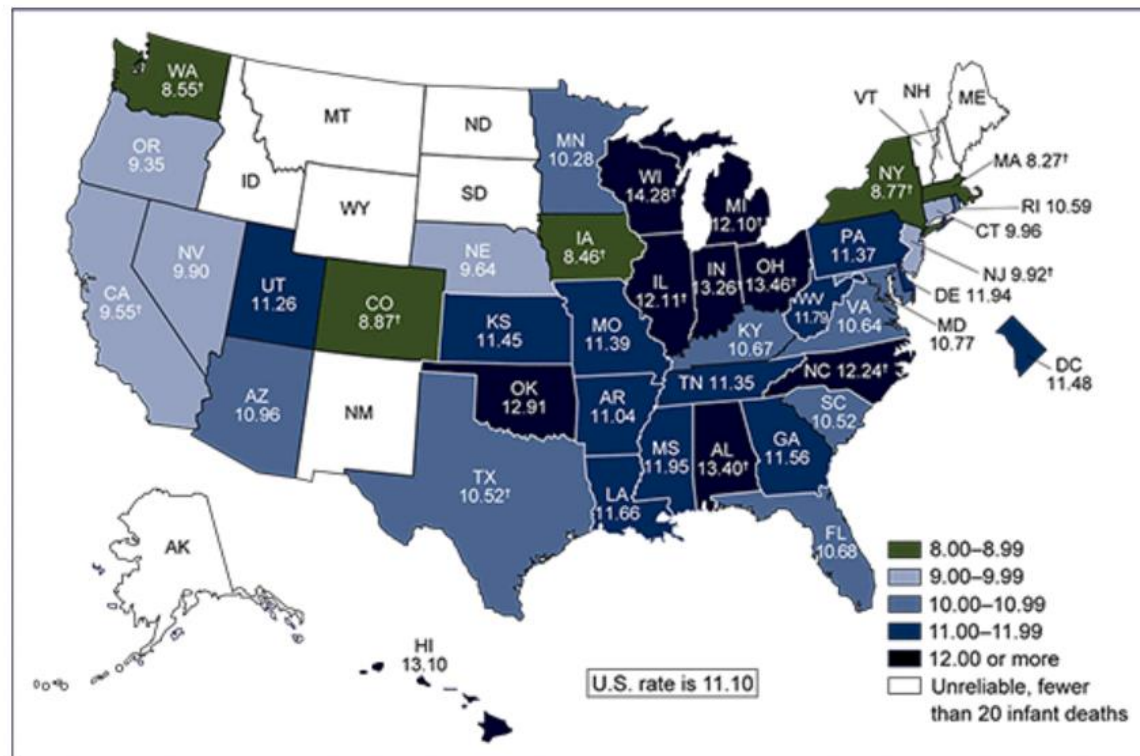 WA
8.55†
OR
9.35
CA
9.55†
NV
9.90
ID
MT
WY
UT
11.26
AZ
10.96
CO
8.87†
NM
ND
SD
NE
9.64
KS
11.45
OK
12.91
TX
10.52†
MN
10.28
IA
8.46†
MO
11.39
AR
11.04
LA
11.66
WI
14.28†
IL
12.11†
MI
12.10†
IN
13.26†
OH
13.46†
KY
10.67
TN 11.35
MS
11.95
AL
13.40†
GA
11.56
FL
10.68
SC
10.52
NC 12.24†
VA
10.64
WV
11.79
PA
11.37
NY
8.77†
VT
NH
ME
MA 8.27†
RI 10.59
CT 9.96
NJ 9.92†
DE 11.94
MD
10.77
DC
11.48
AK
HI
13.10
U.S. rate is 11.10
8.00–8.99
9.00–9.99
10.00–10.99
11.00–11.99
12.00 or more
Unreliable, fewer
than 20 infant deaths